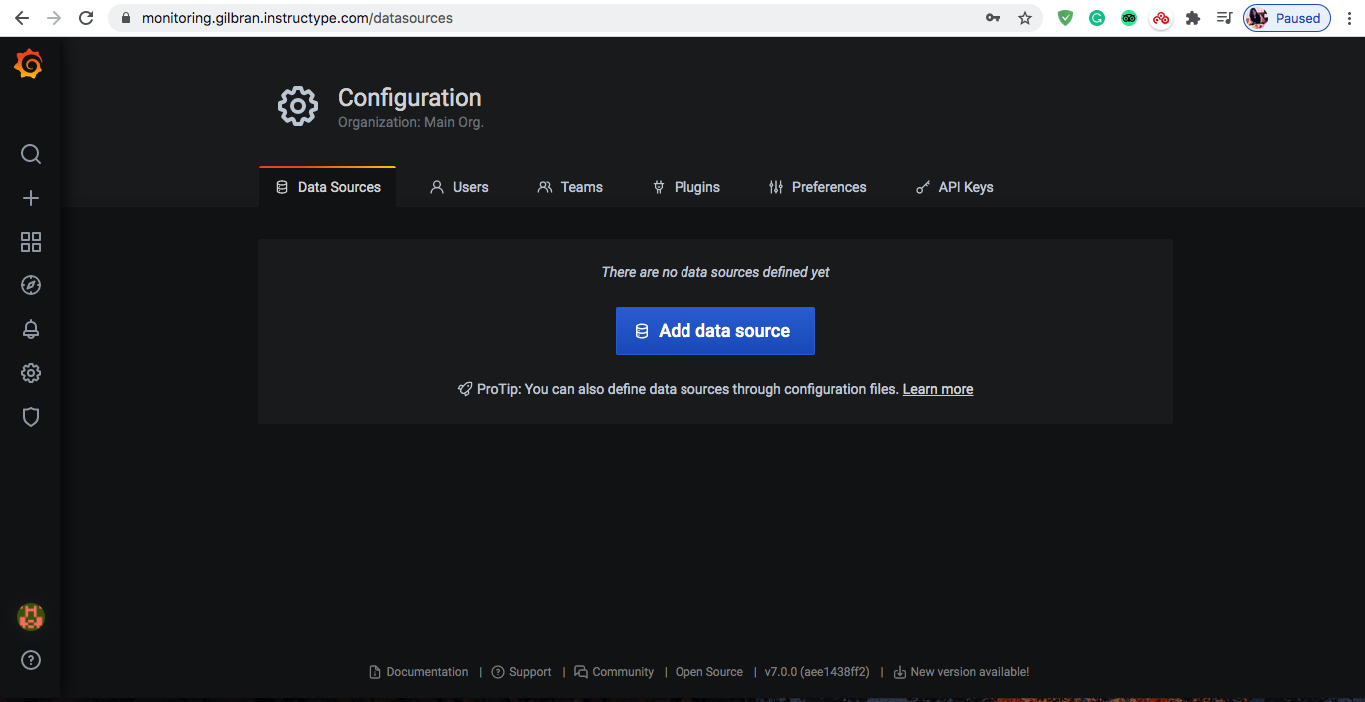 monitoring.gilbran.instructype.com/datasources
Paused
Configuration
Organization: Main Org.
Data Sources
Users
Teams
Plugins
Preferences
API Keys
There are no data sources defined yet
Add data source
ProTip: You can also define data sources through configuration files. Learn more
Documentation | Support | Community | Open Source | v7.0.0 (aee1438ff2) | New version available!